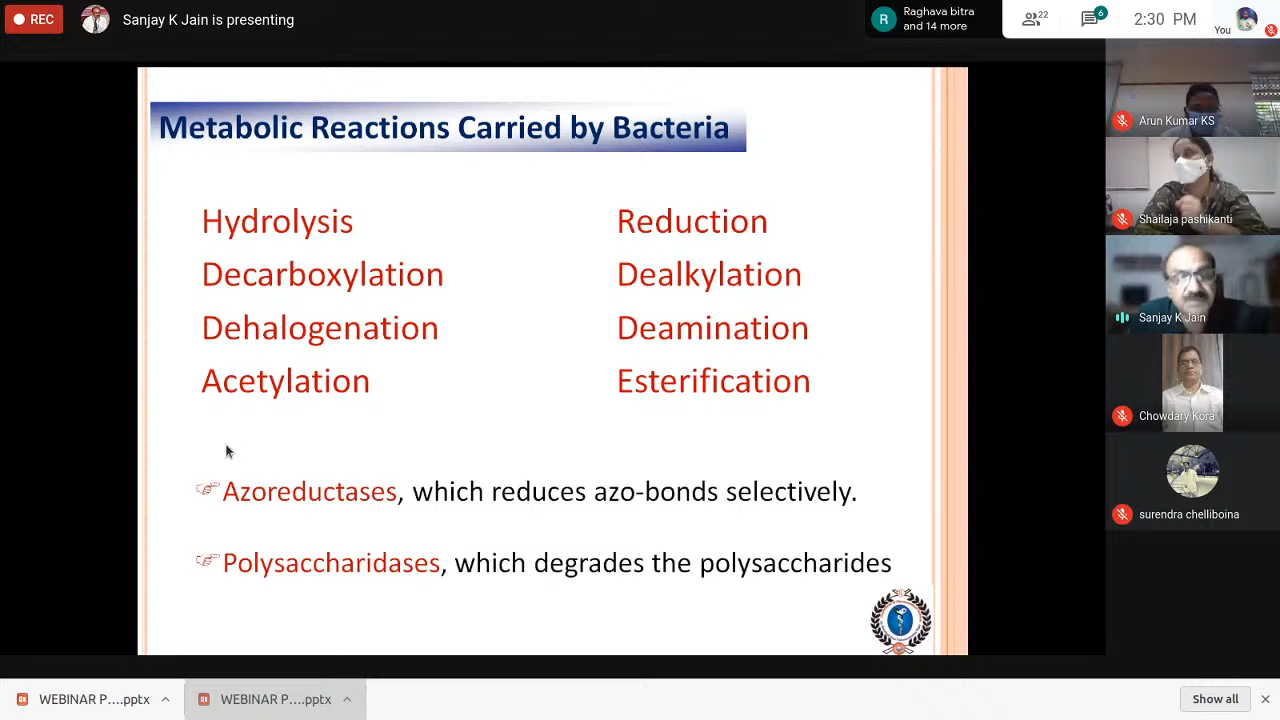 REC
Sanjay K Jain is presenting
R
Raghava bitra
and 14 more
22
6
2:30 PM
You
Metabolic Reactions Carried by Bacteria
Hydrolysis
Reduction
Decarboxylation
Dealkylation
Dehalogenation
Deamination
Acetylation
Esterification
Azoreductases, which reduces azo-bonds selectively.
Polysaccharidases, which degrades the polysaccharides
Arun Kumar KS
Shailaja pashikanti
Sanjay K Jain
Chowdary Kora
surendra chelliboina
WEBINAR P....pptx
WEBINAR P....pptx
Show all